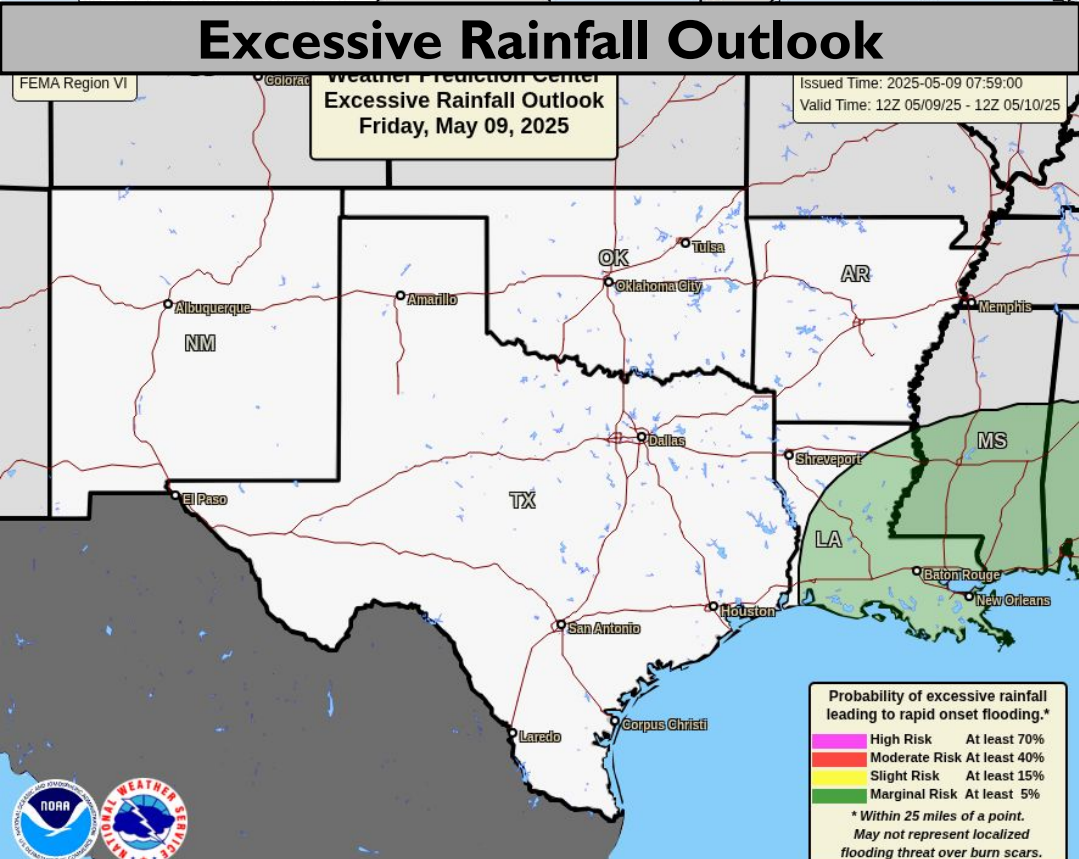 Excessive Rainfall Outlook
FEMA Region VI
Colorad
Weather Prediction Center
Excessive Rainfall Outlook
Friday, May 09, 2025
Issued Time: 2025-05-09 07:59:00
Valid Time: 12Z 05/09/25 - 12Z 05/10/25
Tulsa
OK
Oklahoma City
AR
Amarillo
Albuquerque
Memphis
NM
Dallas
MS
Shreveport
El Paso
TX
LA
Baton Rouge
New Orleans
Houston
San Antonio
Corpus Christi
Laredo
Probability of excessive rainfall
leading to rapid onset flooding.*
High Risk At least 70%
Moderate Risk At least 40%
Slight Risk At least 15%
Marginal Risk At least 5%
* Within 25 miles of a point.
May not represent localized
flooding threat over burn scars.
NOAA
NATIONAL WEATHER SERVICE